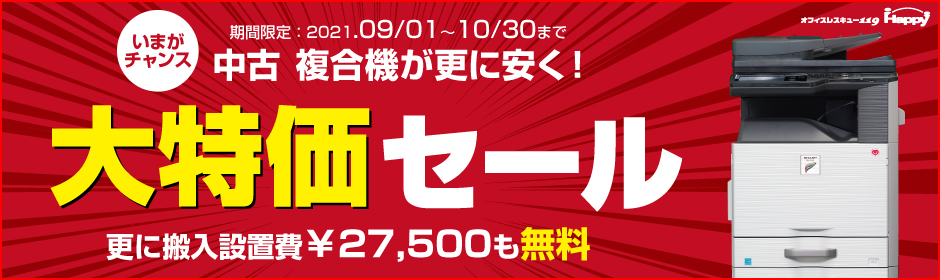 オフィスレスキュー119 Happy
いまが
チャンス
期間限定：2021.09/01～10/30まで
中古 複合機が更に安く！
大特価セール
更に搬入設置費￥27,500も無料
SHARP